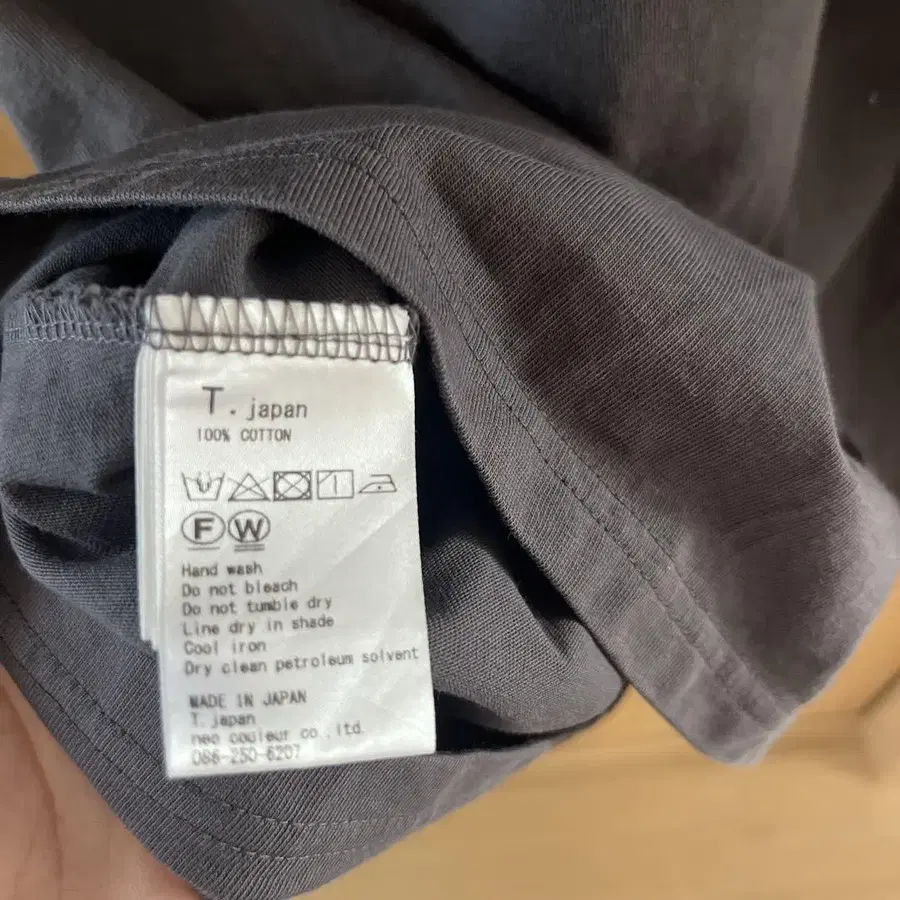 T. japan
100% COTTON
F W
Hand wash
Do not bleach
Do not tumble dry
Line dry in shade
Cool iron
Dry clean petroleum solvent
MADE IN JAPAN
T. japan
neo couleur co.,ltd.
086-250-6207